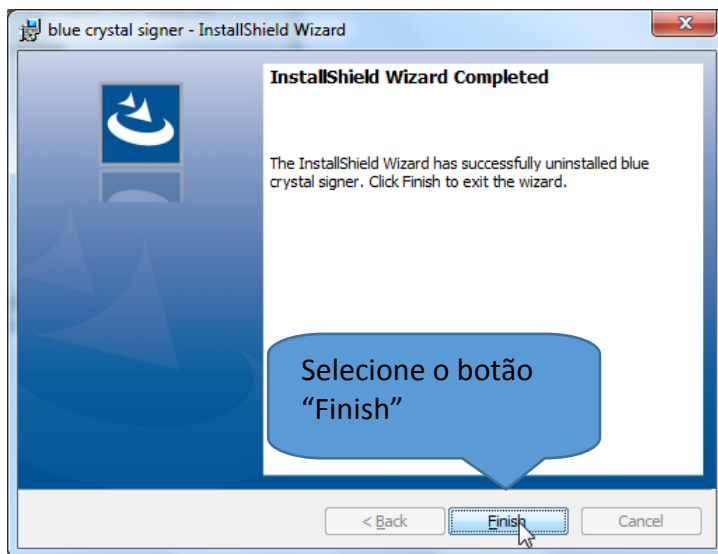 blue crystal signer - InstallShield Wizard
InstallShield Wizard Completed
The InstallShield Wizard has successfully uninstalled blue
crystal signer. Click Finish to exit the wizard.
Selecione o botão
“Finish”
< Back
Finish
Cancel